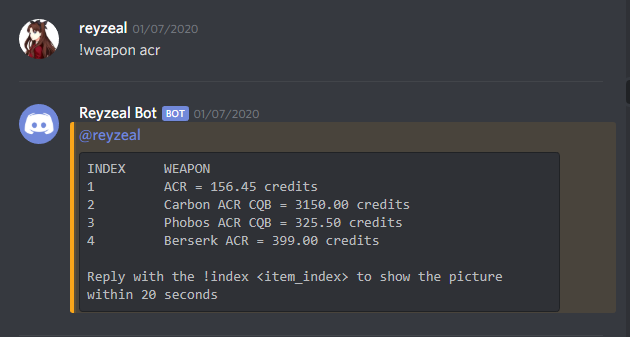 reyzeal 01/07/2020
!weapon acr
Reyzeal Bot BOT 01/07/2020
@reyzeal
INDEX WEAPON
1 ACR = 156.45 credits
2 Carbon ACR CQB = 3150.00 credits
3 Phobos ACR CQB = 325.50 credits
4 Berserk ACR = 399.00 credits
Reply with the !index <item_index> to show the picture
within 20 seconds